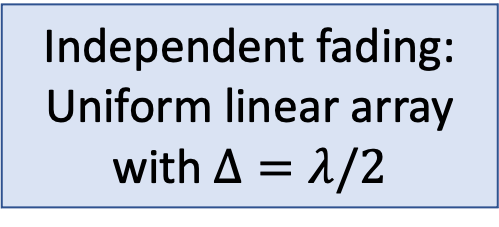 Independent fading:
Uniform linear array
with Δ = λ/2